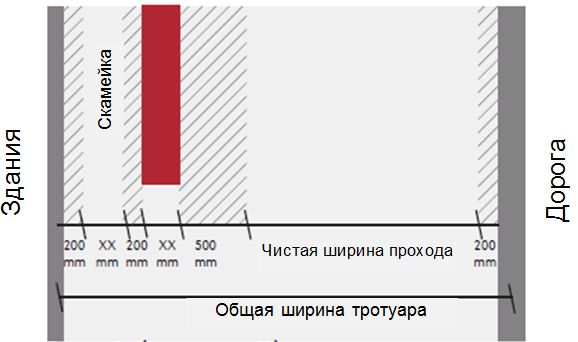 Здания
Скамейка
Дорога
200 mm
XX mm
200 mm
XX mm
500 mm
Чистая ширина прохода
200 mm
Общая ширина тротуара